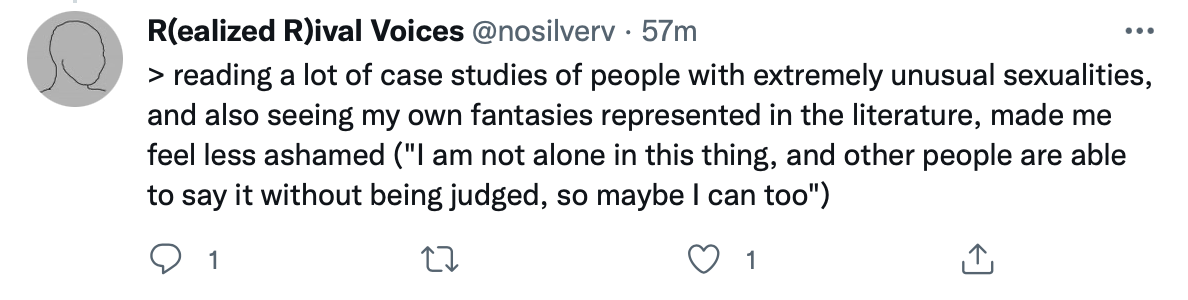 R(ealized R)ival Voices @nosilverv · 57m
> reading a lot of case studies of people with extremely unusual sexualities,
and also seeing my own fantasies represented in the literature, made me
feel less ashamed ("I am not alone in this thing, and other people are able
to say it without being judged, so maybe I can too")
1 1